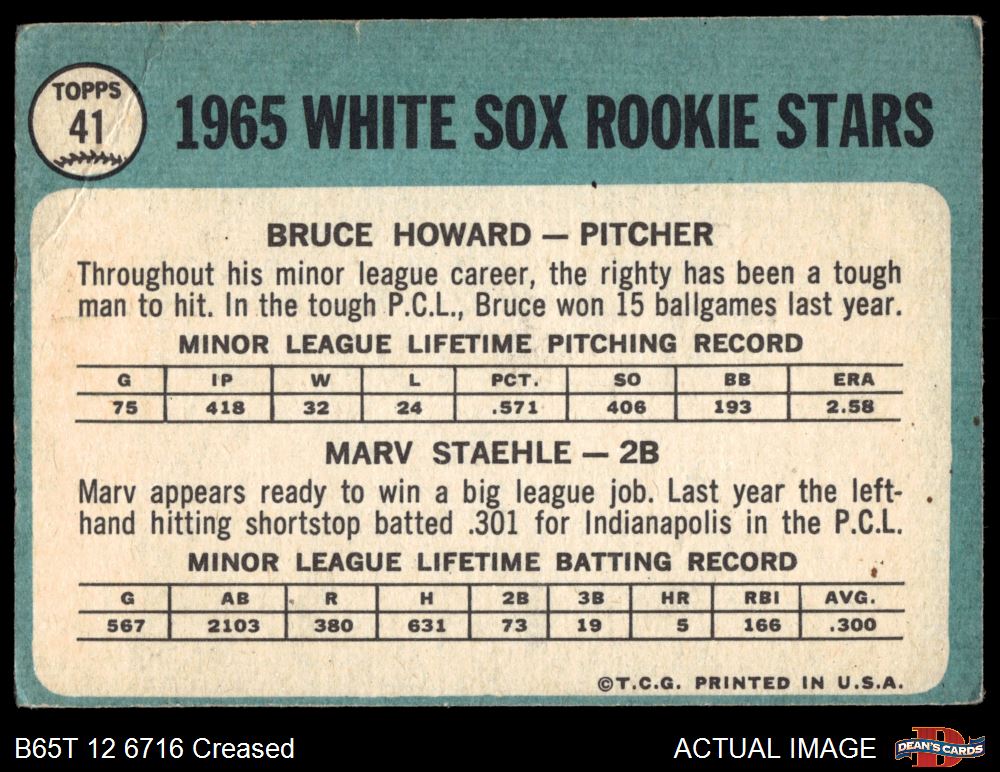 TOPPS
41
1965 WHITE SOX ROOKIE STARS
BRUCE HOWARD — PITCHER
Throughout his minor league career, the righty has been a tough
man to hit. In the tough P.C.L., Bruce won 15 ballgames last year.
MINOR LEAGUE LIFETIME PITCHING RECORD
G IP W L PCT. SO BB ERA
75 418 32 24 .571 406 193 2.58
MARV STAEHLE — 2B
Marv appears ready to win a big league job. Last year the left-
hand hitting shortstop batted .301 for Indianapolis in the P.C.L.
MINOR LEAGUE LIFETIME BATTING RECORD
G AB R H 2B 3B HR RBI AVG.
567 2103 380 631 73 19 5 166 .300
©T.C.G. PRINTED IN U.S.A.
B65T 12 6716 Creased
ACTUAL IMAGE
DEAN'S CARDS